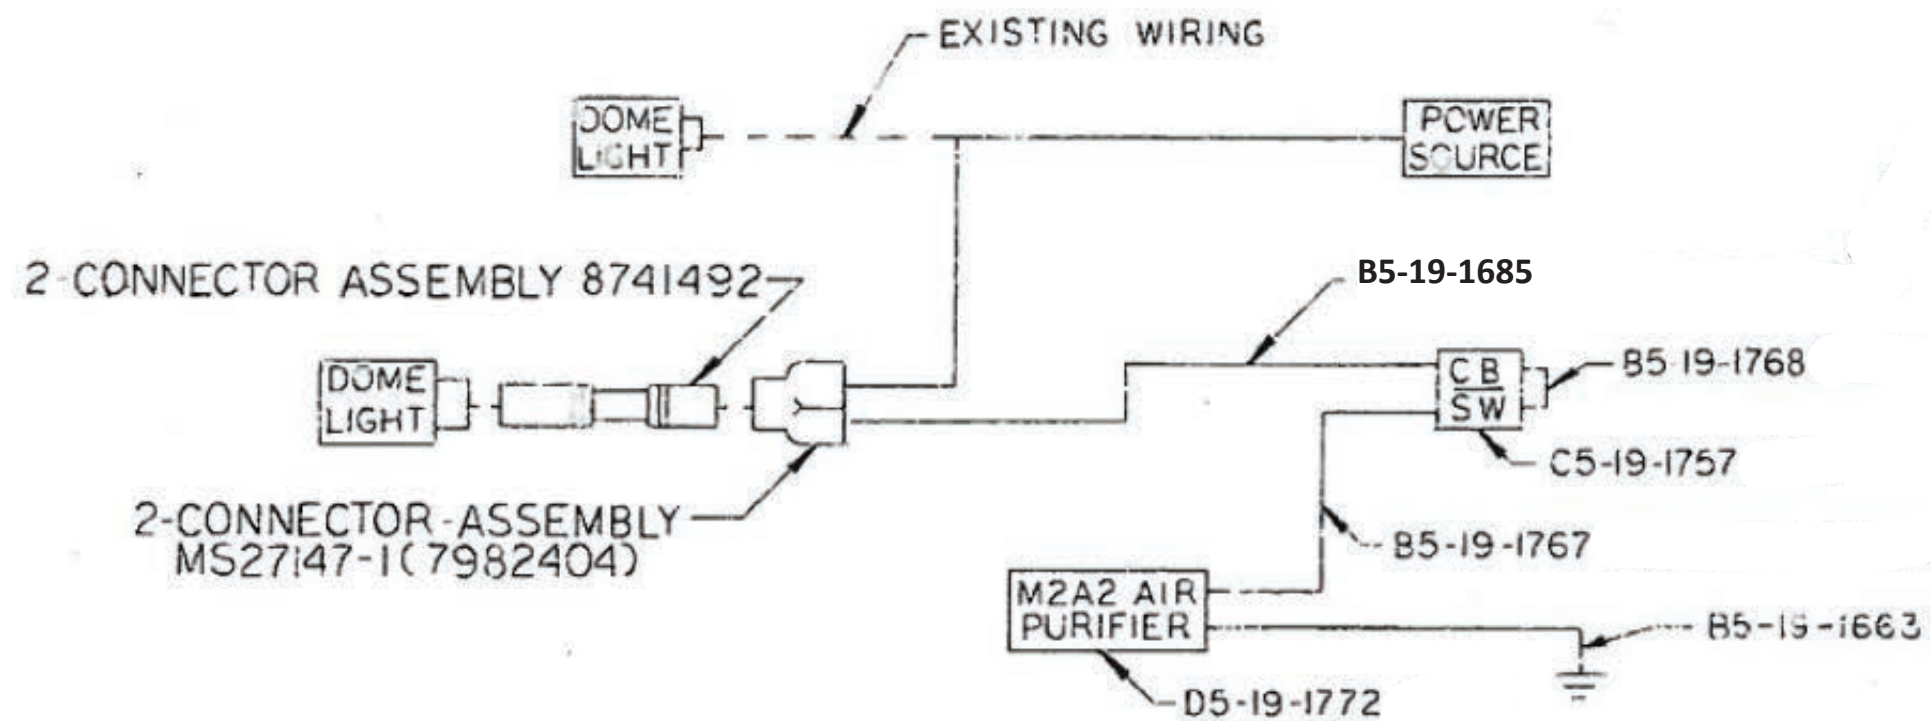 EXISTING WIRING
DOME
LIGHT
POWER
SOURCE
2-CONNECTOR ASSEMBLY 8741492
B5-19-1685
DOME
LIGHT
CB
SW
B5-19-1768
C5-19-1757
2-CONNECTOR-ASSEMBLY
MS27147-1(7982404)
B5-19-1767
M2A2 AIR
PURIFIER
B5-19-1663
D5-19-1772